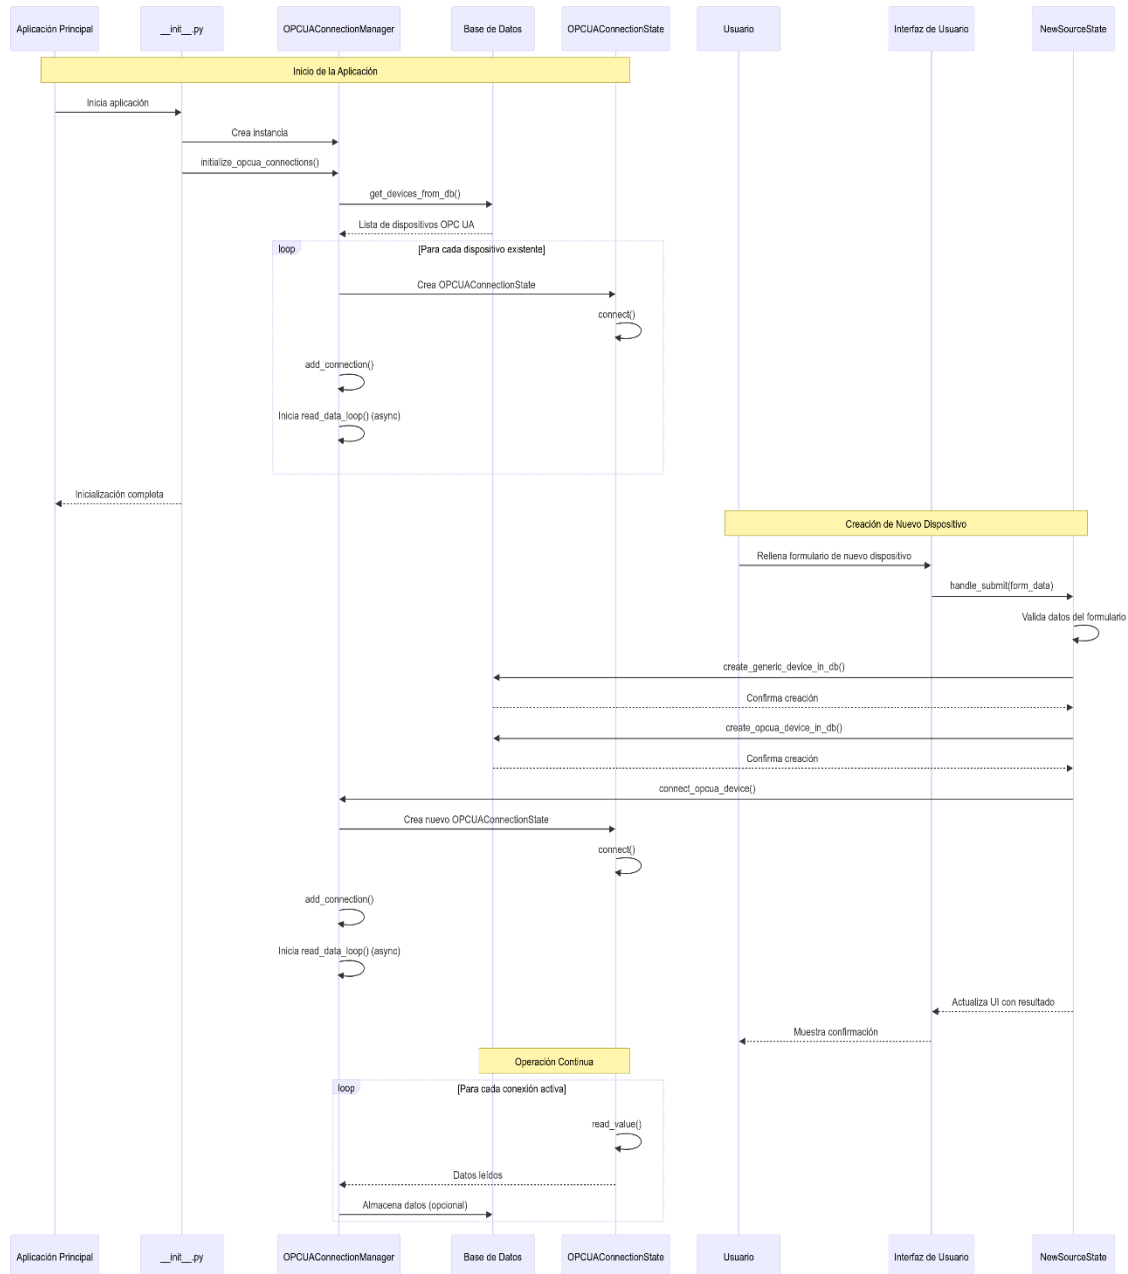 Aplicación Principal
__init__.py
OPCUAConnectionManager
Base de Datos
OPCUAConnectionState
Usuario
Interfaz de Usuario
NewSourceState
Inicio de la Aplicación
Inicia aplicación
Crea instancia
initialize_opcua_connections()
get_devices_from_db()
Lista de dispositivos OPC UA
loop
[Para cada dispositivo existente]
Crea OPCUAConnectionState
connect()
add_connection()
Inicia read_data_loop() (async)
Inicialización completa
Creación de Nuevo Dispositivo
Rellena formulario de nuevo dispositivo
handle_submit(form_data)
Valida datos del formulario
create_generic_device_in_db()
Confirma creación
create_opcua_device_in_db()
Confirma creación
connect_opcua_device()
Crea nuevo OPCUAConnectionState
connect()
add_connection()
Inicia read_data_loop() (async)
Actualiza UI con resultado
Muestra confirmación
Operación Continua
loop
[Para cada conexión activa]
read_value()
Datos leídos
Almacena datos (opcional)
Aplicación Principal
__init__.py
OPCUAConnectionManager
Base de Datos
OPCUAConnectionState
Usuario
Interfaz de Usuario
NewSourceState